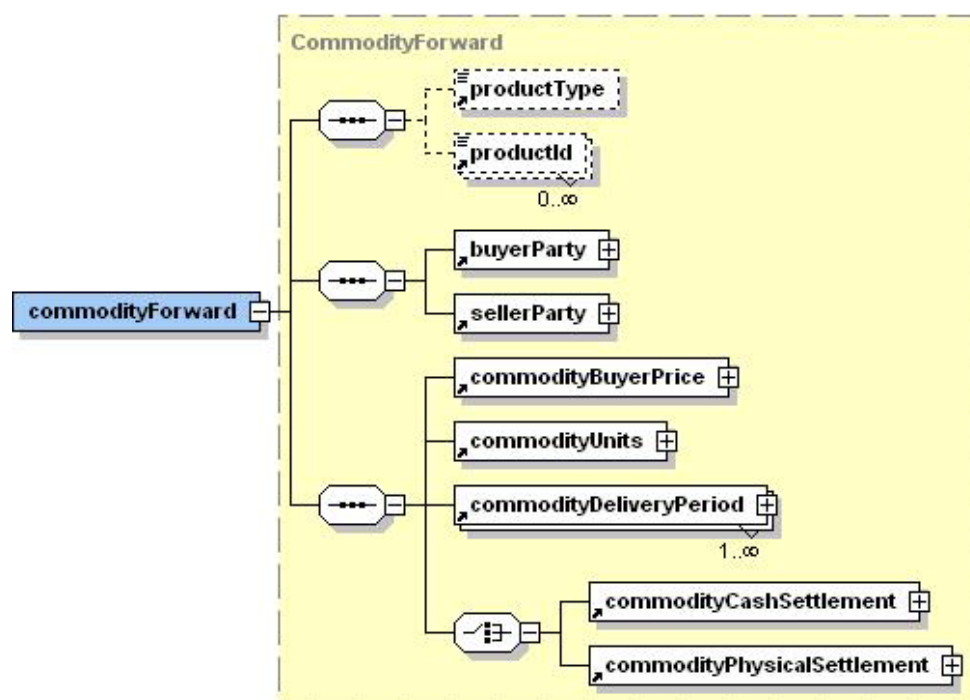 CommodityForward
productType
productId
0..∞
buyerParty
sellerParty
commodityForward
commodityBuyerPrice
commodityUnits
commodityDeliveryPeriod
1..∞
commodityCashSettlement
commodityPhysicalSettlement